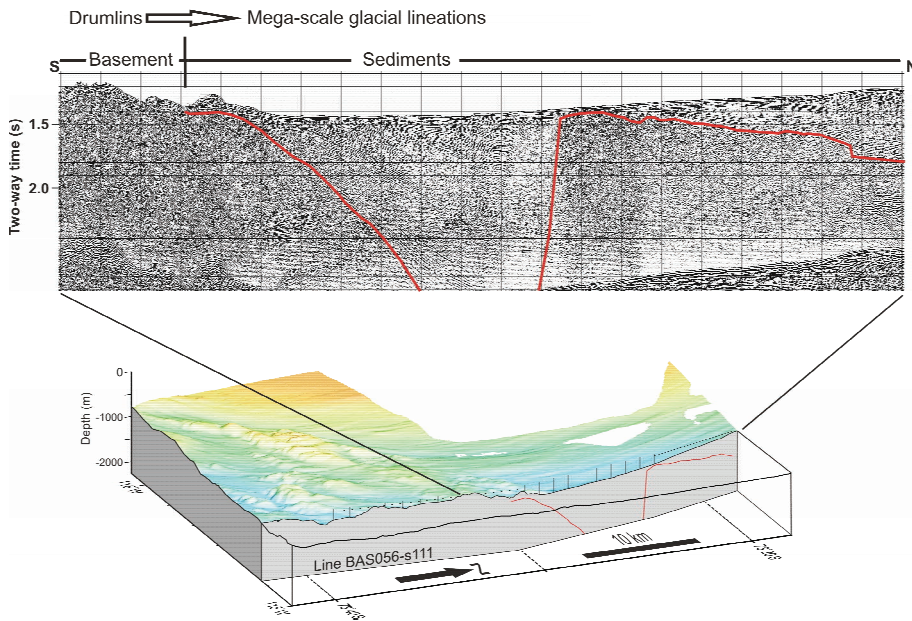 Drumlins Mega-scale glacial lineations
Basement Sediments
S N
Two-way time (s)
1.5
2.0
Depth (m)
0
-1000
-2000
Line BAS056-s111
N
10 km